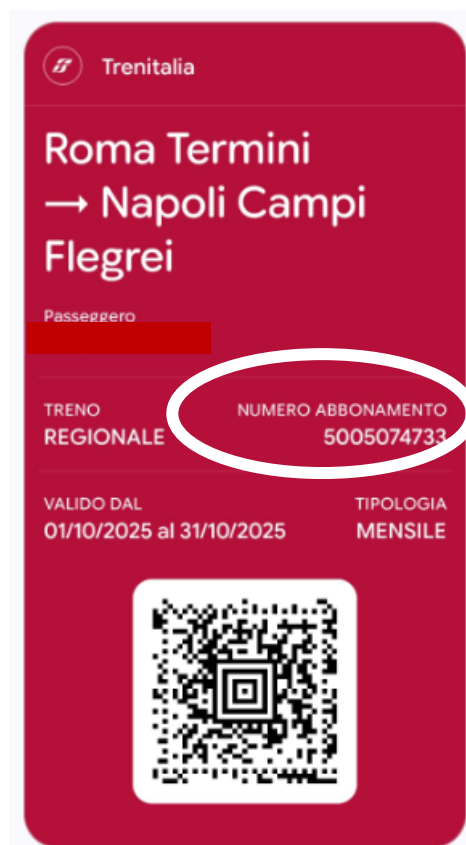 Trenitalia
Roma Termini
→ Napoli Campi
Flegrei
Passeggero
TRENO NUMERO ABBONAMENTO
REGIONALE 5005074733
VALIDO DAL TIPOLOGIA
01/10/2025 al 31/10/2025 MENSILE